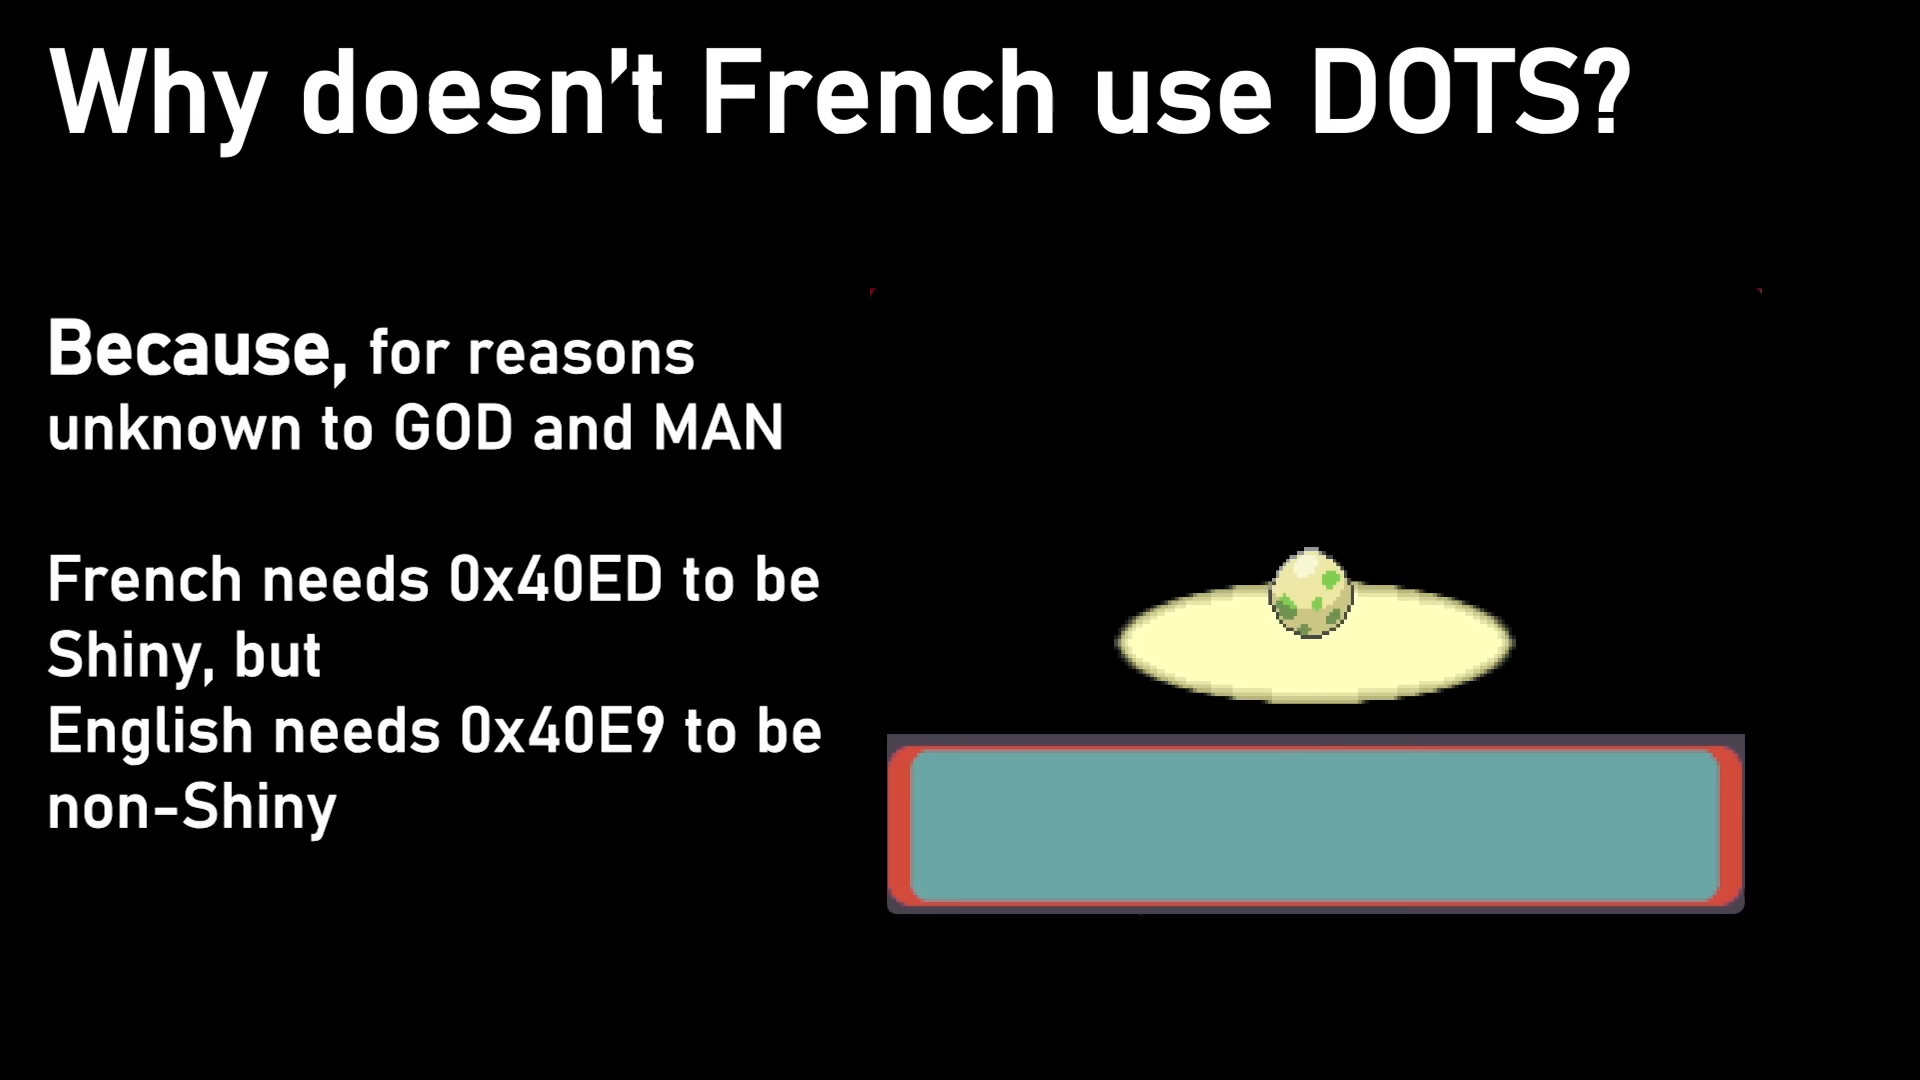 Why doesn’t French use DOTS?
Because, for reasons
unknown to GOD and MAN
French needs 0x40ED to be
Shiny, but
English needs 0x40E9 to be
non-Shiny